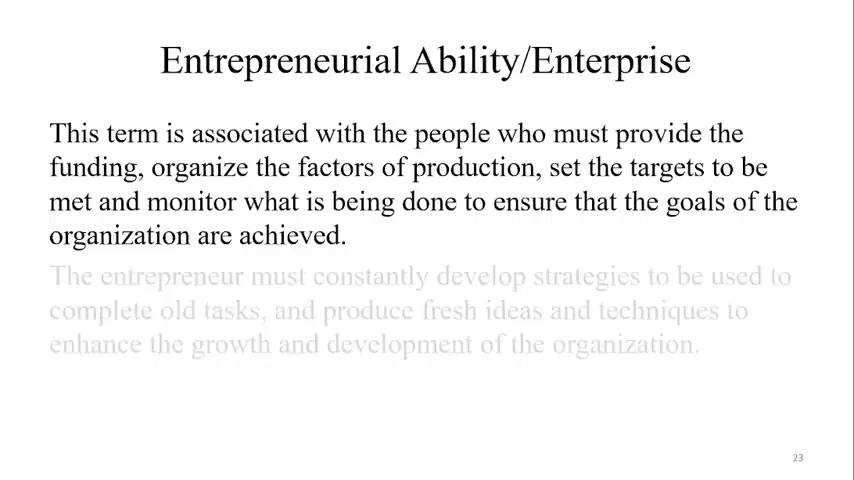 Entrepreneurial Ability/Enterprise
This term is associated with the people who must provide the
funding, organize the factors of production, set the targets to be
met and monitor what is being done to ensure that the goals of the
organization are achieved.
The entrepreneur must constantly develop strategies to be used to
complete old tasks, and produce fresh ideas and techniques to
enhance the growth and development of the organization.
23